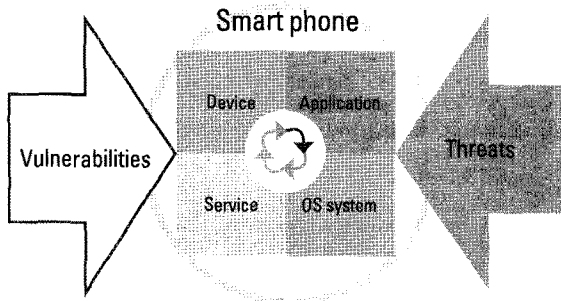 Smart phone
Device Application
Vulnerabilities
Threats
Service OS system